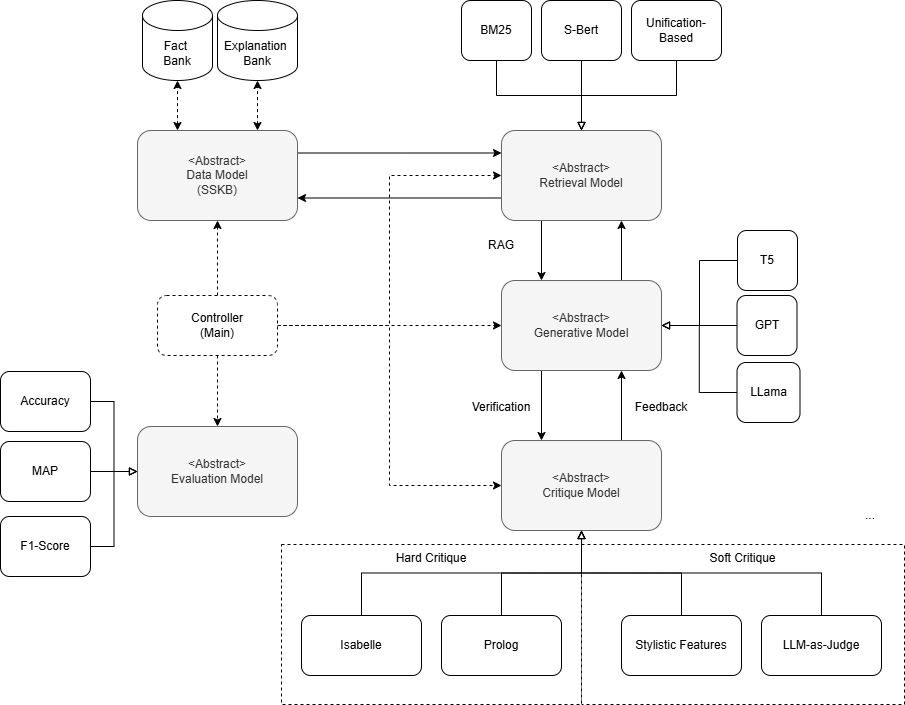 Fact
Bank
Explanation
Bank
BM25
S-Bert
Unification-
Based
<Abstract>
Data Model
(SSKB)
<Abstract>
Retrieval Model
RAG
T5
Controller
(Main)
<Abstract>
Generative Model
GPT
LLama
Accuracy
Verification
Feedback
MAP
<Abstract>
Evaluation Model
<Abstract>
Critique Model
F1-Score
...
Hard Critique
Soft Critique
Isabelle
Prolog
Stylistic Features
LLM-as-Judge